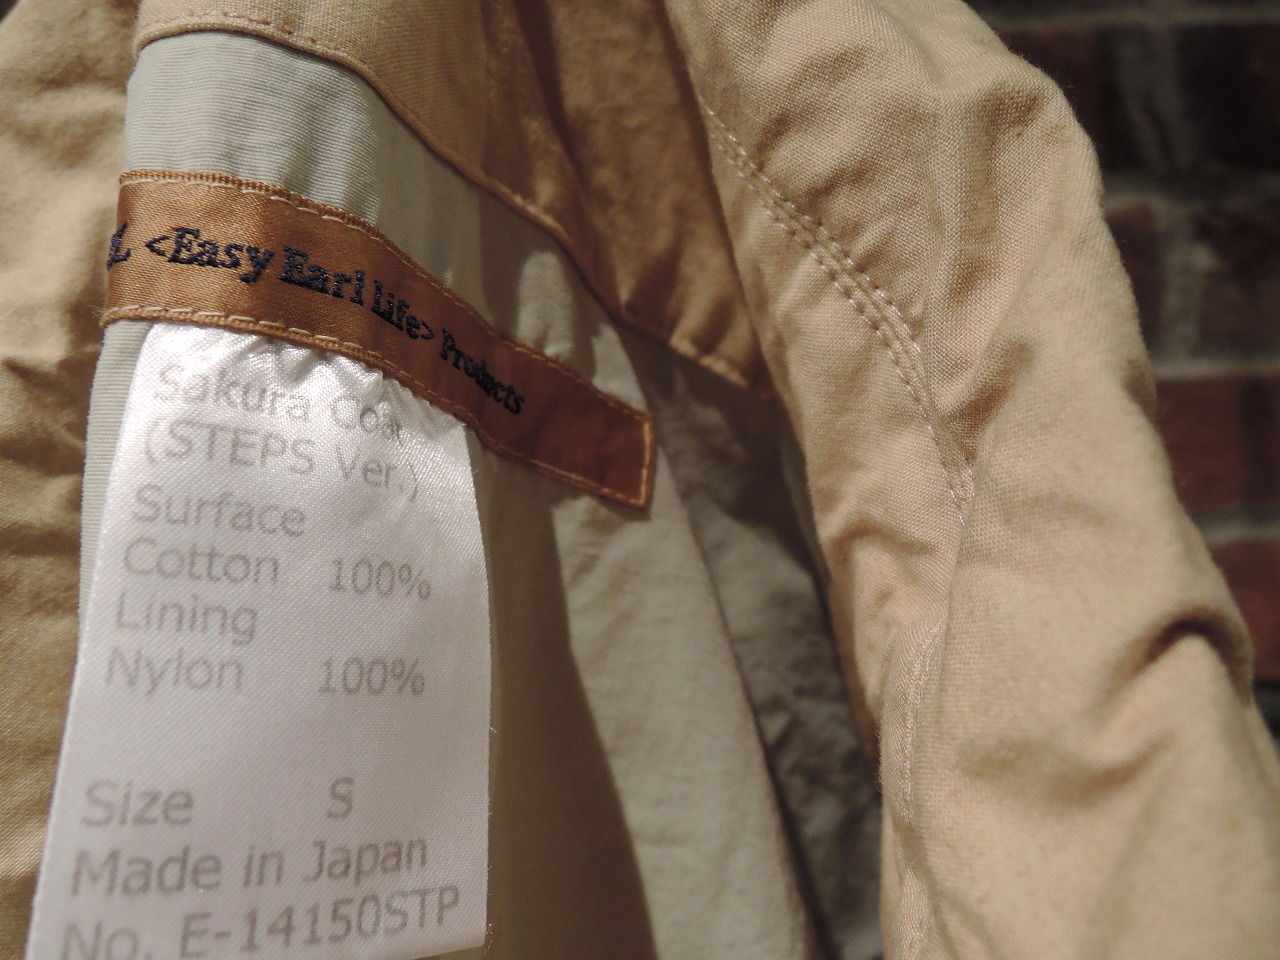 <Easy Earl Life> Products
Sakura Coat
(STEPS Ver.)
Surface
Cotton 100%
Lining
Nylon 100%
Size S
Made in Japan
No. E-14150STP